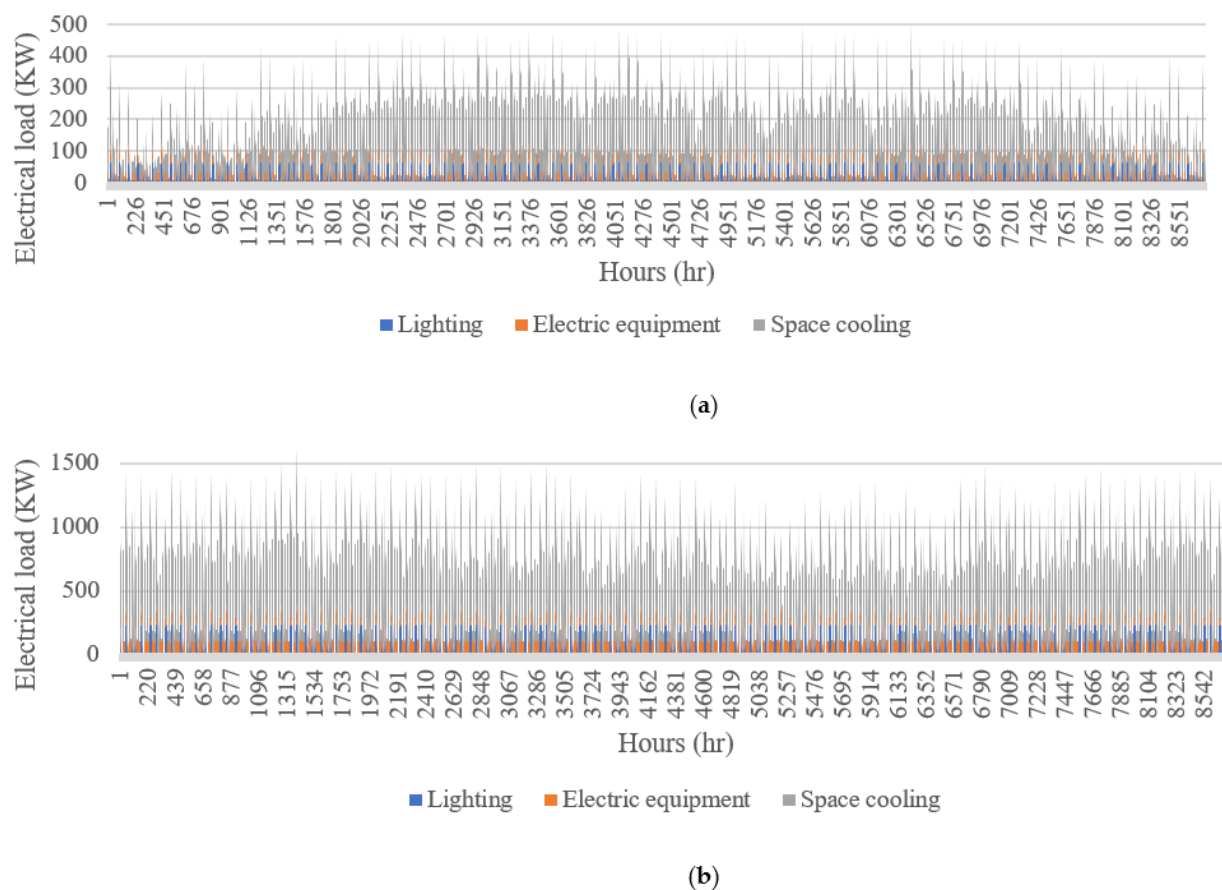 Electrical load (KW)
500
400
300
200
100
0
1 226 451 676 901 1126 1351 1576 1801 2026 2251 2476 2701 2926 3151 3376 3601 3826 4051 4276 4501 4726 4951 5176 5401 5626 5851 6076 6301 6526 6751 6976 7201 7426 7651 7876 8101 8326 8551
Hours (hr)
Lighting Electric equipment Space cooling
(a)
Electrical load (KW)
1500
1000
500
0
1 220 439 658 877 1096 1315 1534 1753 1972 2191 2410 2629 2848 3067 3286 3505 3724 3943 4162 4381 4600 4819 5038 5257 5476 5695 5914 6133 6352 6571 6790 7009 7228 7447 7666 7885 8104 8323 8542
Hours (hr)
Lighting Electric equipment Space cooling
(b)